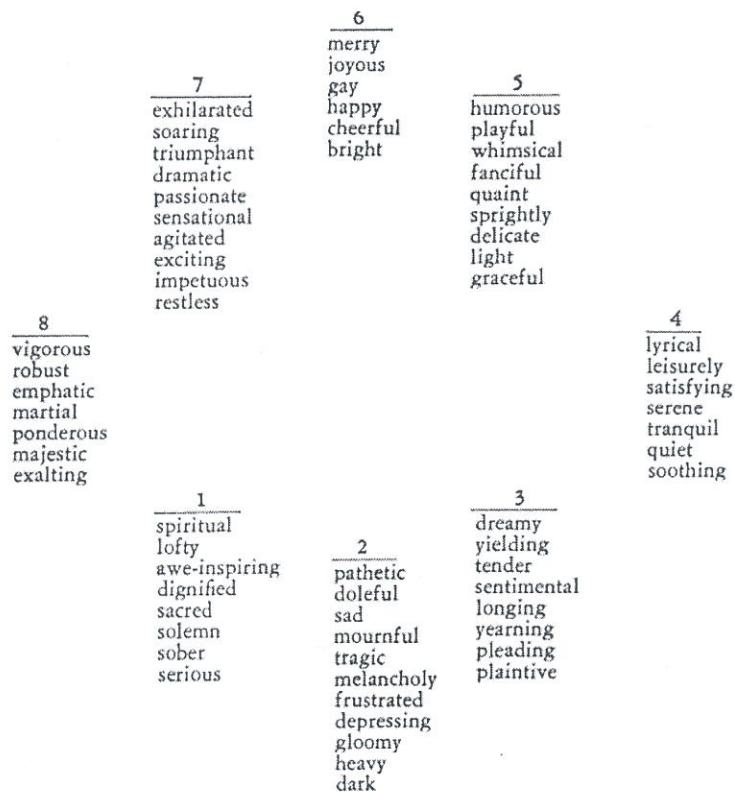 6
merry
joyous
gay
happy
cheerful
bright
7
exhilarated
soaring
triumphant
dramatic
passionate
sensational
agitated
exciting
impetuous
restless
5
humorous
playful
whimsical
fanciful
quaint
sprightly
delicate
light
graceful
8
vigorous
robust
emphatic
martial
ponderous
majestic
exalting
4
lyrical
leisurely
satisfying
serene
tranquil
quiet
soothing
1
spiritual
lofty
awe-inspiring
dignified
sacred
solemn
sober
serious
2
pathetic
doleful
sad
mournful
tragic
melancholy
frustrated
depressing
gloomy
heavy
dark
3
dreamy
yielding
tender
sentimental
longing
yearning
pleading
plaintive